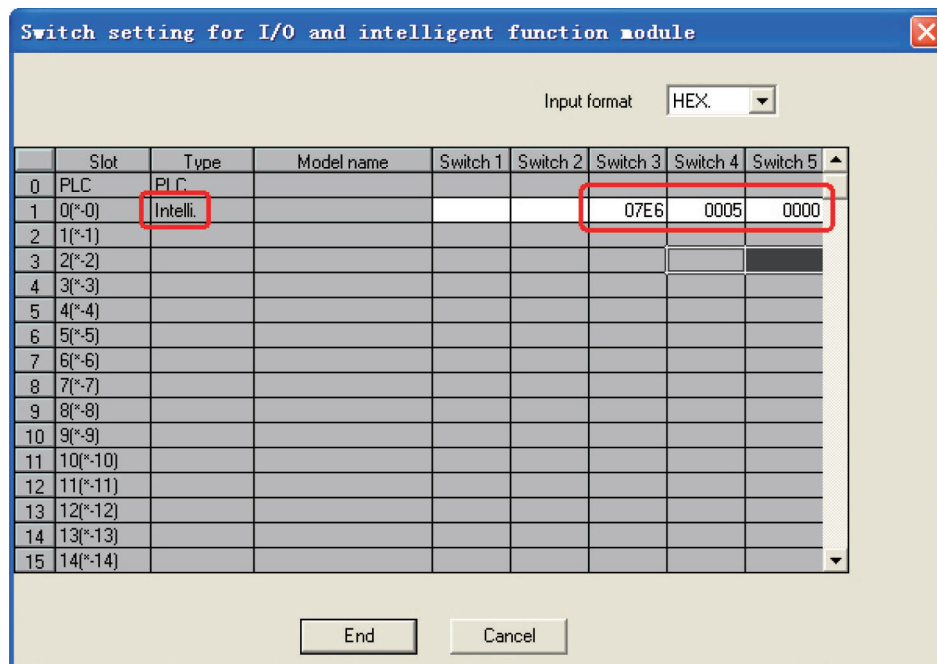 Switch setting for I/O and intelligent function module
Input format HEX.
Slot Type Model name Switch 1 Switch 2 Switch 3 Switch 4 Switch 5
0 PLC PLC
1 0(*-0) Intelli. 07E6 0005 0000
2 1(*-1)
3 2(*-2)
4 3(*-3)
5 4(*-4)
6 5(*-5)
7 6(*-6)
8 7(*-7)
9 8(*-8)
10 9(*-9)
11 10(*-10)
12 11(*-11)
13 12(*-12)
14 13(*-13)
15 14(*-14)
End Cancel